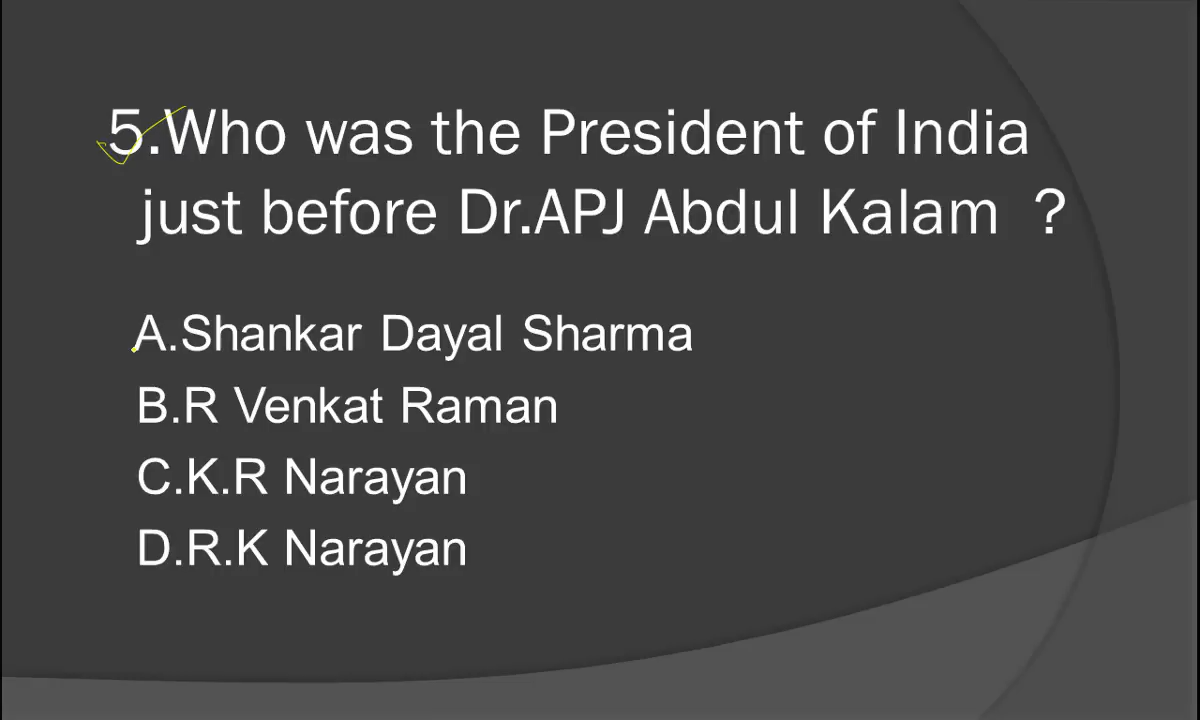 5.Who was the President of India
just before Dr.APJ Abdul Kalam ?
A.Shankar Dayal Sharma
B.R Venkat Raman
C.K.R Narayan
D.R.K Narayan